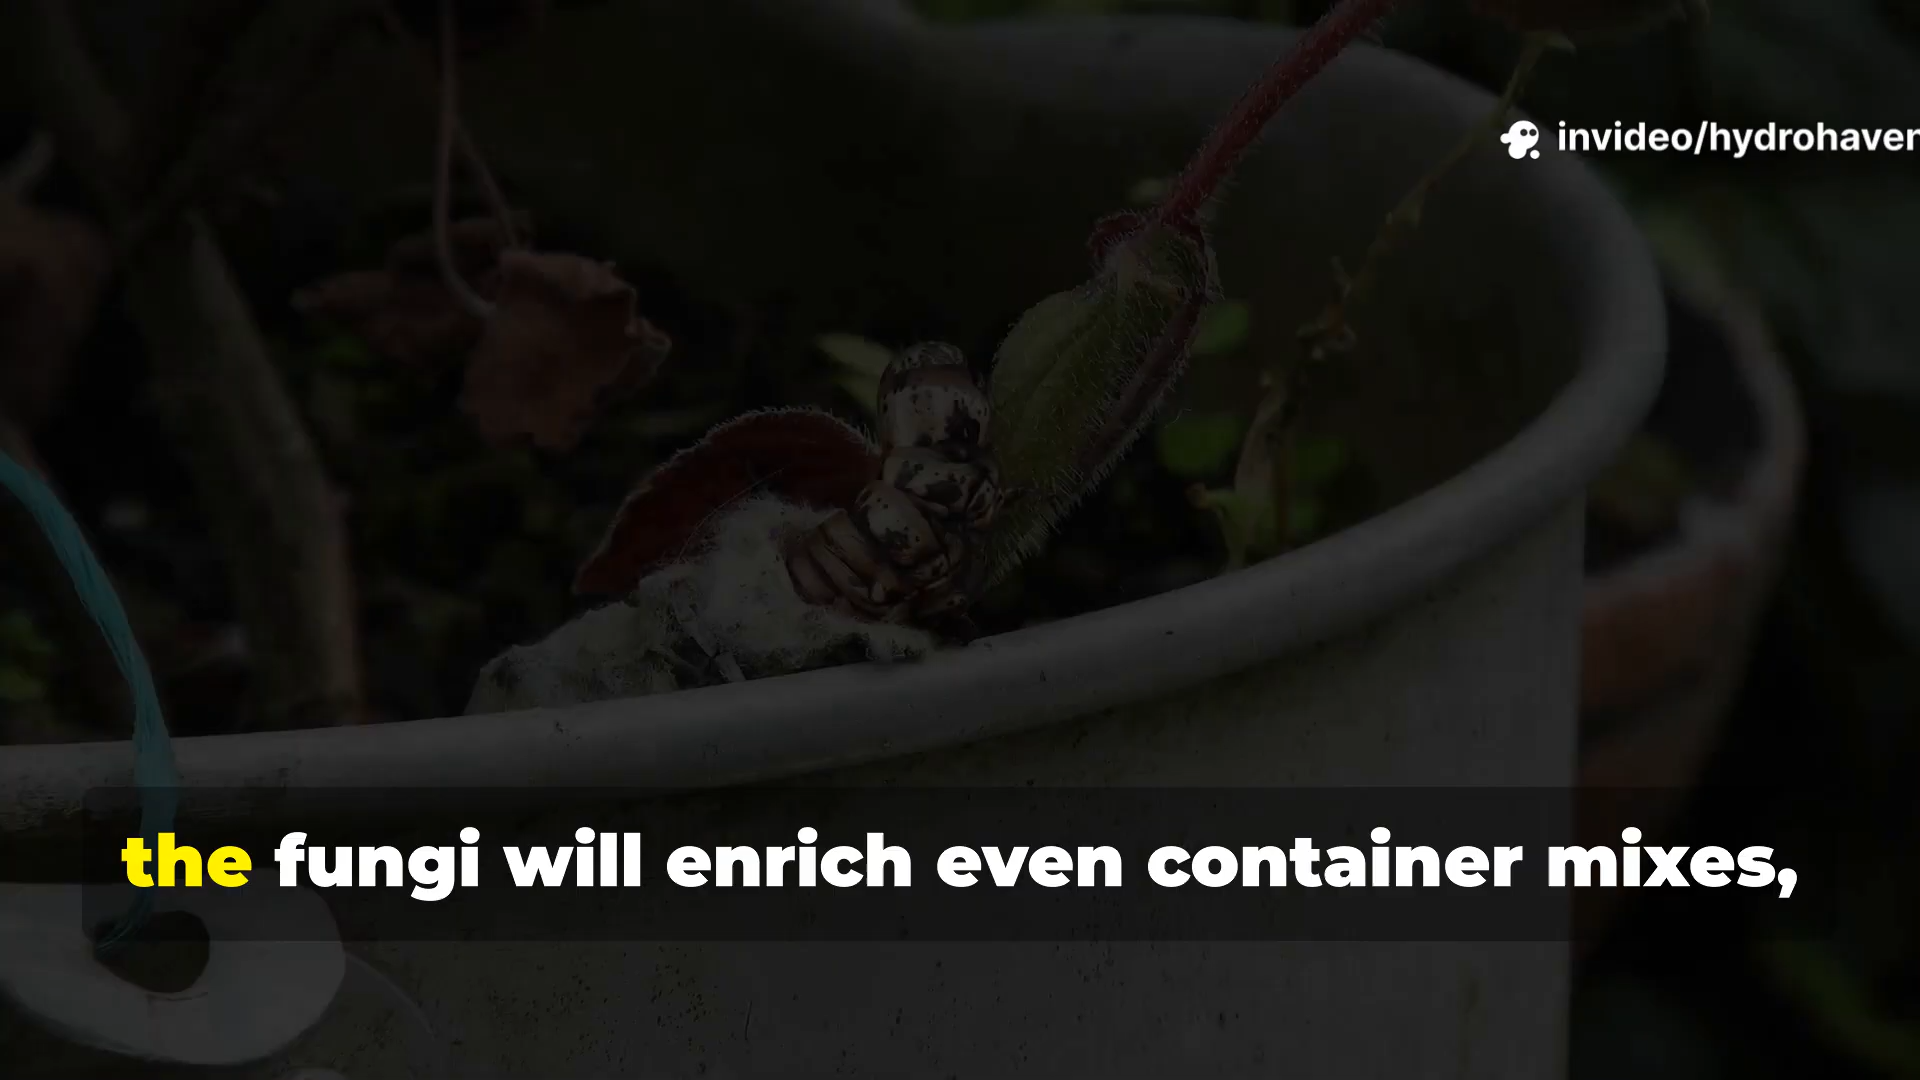 invideo/hydrohaven
the fungi will enrich even container mixes,